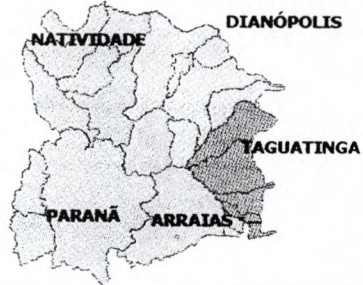 DIANÓPOLIS
NATIVIDADE
TAGUATINGA
PARANÃ
ARRAIAS